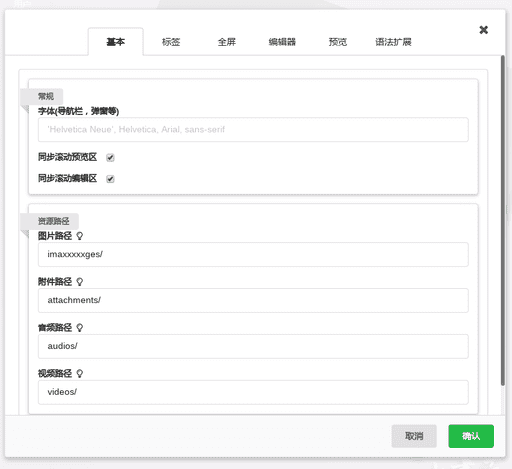 基本 标签 全屏 编辑器 预览 语法扩展
常规
字体(导航栏，弹窗等)
'Helvetica Neue', Helvetica, Arial, sans-serif
同步滚动预览区
同步滚动编辑区
资源路径
图片路径
imaxxxxxges/
附件路径
attachments/
音频路径
audios/
视频路径
videos/
取消 确认